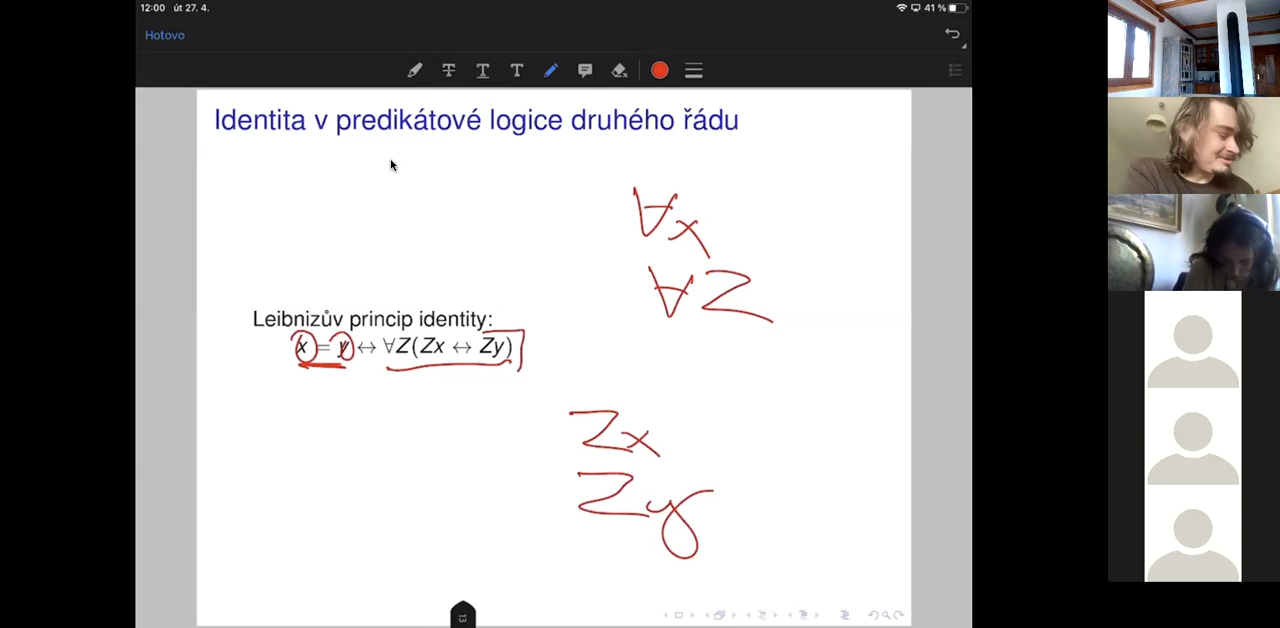 12:00 út 27. 4. 41 %
Hotovo
Identita v predikátové logice druhého řádu
∀x
∀Z
Leibnizův princip identity:
x = y ↔ ∀Z(Zx ↔ Zy)
Zx
Zy
13